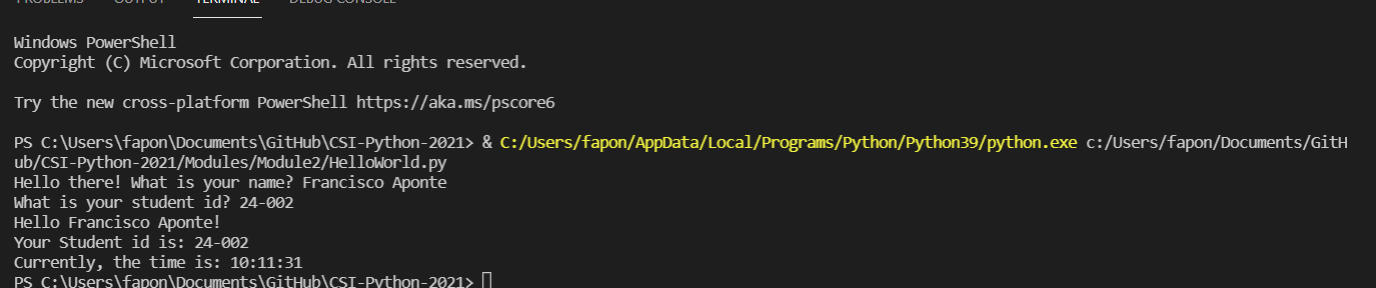 PROBLEMS OUTPUT TERMINAL DEBUG CONSOLE
Windows PowerShell
Copyright (C) Microsoft Corporation. All rights reserved.
Try the new cross-platform PowerShell https://aka.ms/pscore6
PS C:\Users\fapon\Documents\GitHub\CSI-Python-2021> & C:/Users/fapon/AppData/Local/Programs/Python/Python39/python.exe c:/Users/fapon/Documents/GitH
ub/CSI-Python-2021/Modules/Module2/HelloWorld.py
Hello there! What is your name? Francisco Aponte
What is your student id? 24-002
Hello Francisco Aponte!
Your Student id is: 24-002
Currently, the time is: 10:11:31
PS C:\Users\fapon\Documents\GitHub\CSI-Python-2021>